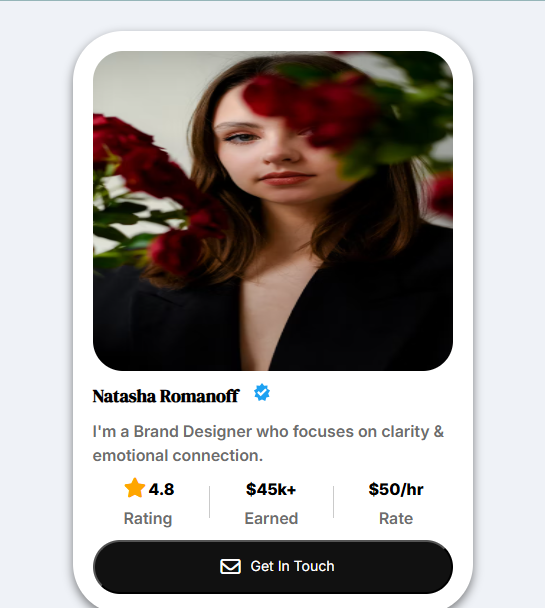 Natasha Romanoff
I'm a Brand Designer who focuses on clarity &
emotional connection.
4.8 $45k+ $50/hr
Rating Earned Rate
Get In Touch